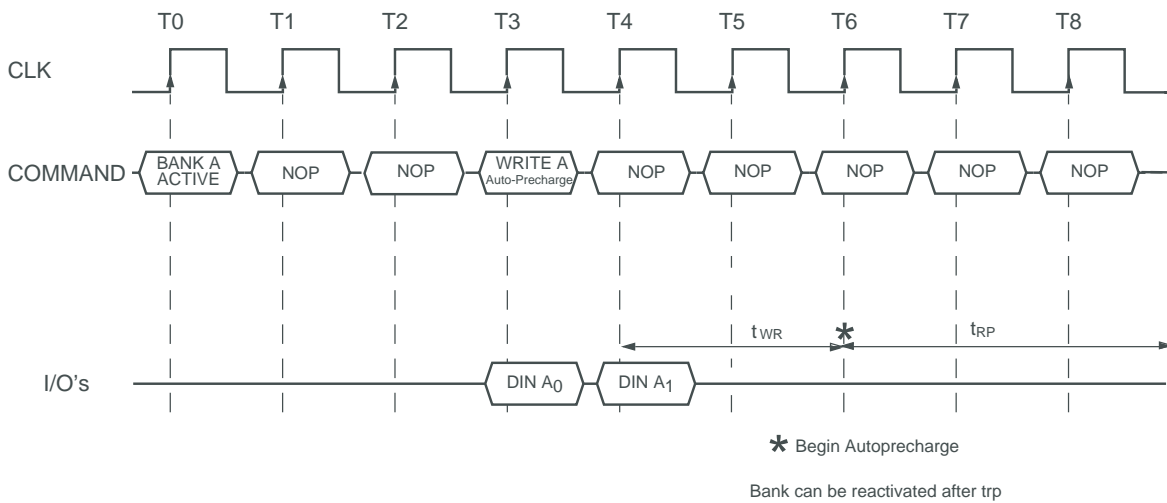 T0 T1 T2 T3 T4 T5 T6 T7 T8
CLK
COMMAND
BANK A
ACTIVE
NOP
NOP
WRITE A
Auto-Precharge
NOP
NOP
NOP
NOP
NOP
tWR
*
tRP
I/O's
DIN A0
DIN A1
* Begin Autoprecharge
Bank can be reactivated after trp